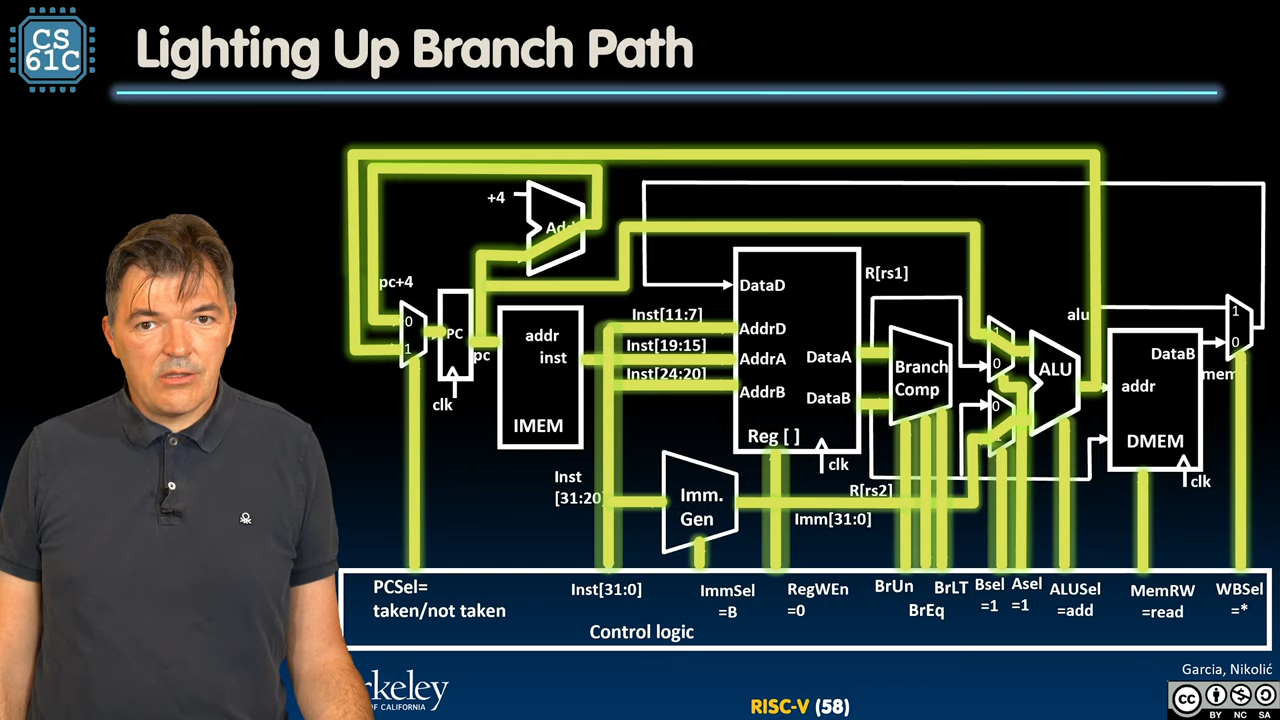 CS
61C
Lighting Up Branch Path
+4
Add
pc+4
0
1
PC
pc
clk
addr
inst
IMEM
Inst[11:7]
Inst[19:15]
Inst[24:20]
Inst
[31:20]
DataD
AddrD
AddrA
AddrB
DataA
DataB
Reg [ ]
clk
Imm.
Gen
R[rs1]
Branch
Comp
R[rs2]
Imm[31:0]
1
0
0
1
ALU
alu
DataB
addr
DMEM
clk
mem
1
0
PCSel=
taken/not taken
Inst[31:0]
ImmSel
=B
RegWEn
=0
BrUn
BrEq
BrLT
Bsel
=1
Asel
=1
ALUSel
=add
MemRW
=read
WBSel
=*
Control logic
rkeley
OF CALIFORNIA
RISC-V (58)
Garcia, Nikolić
CC
BY NC SA